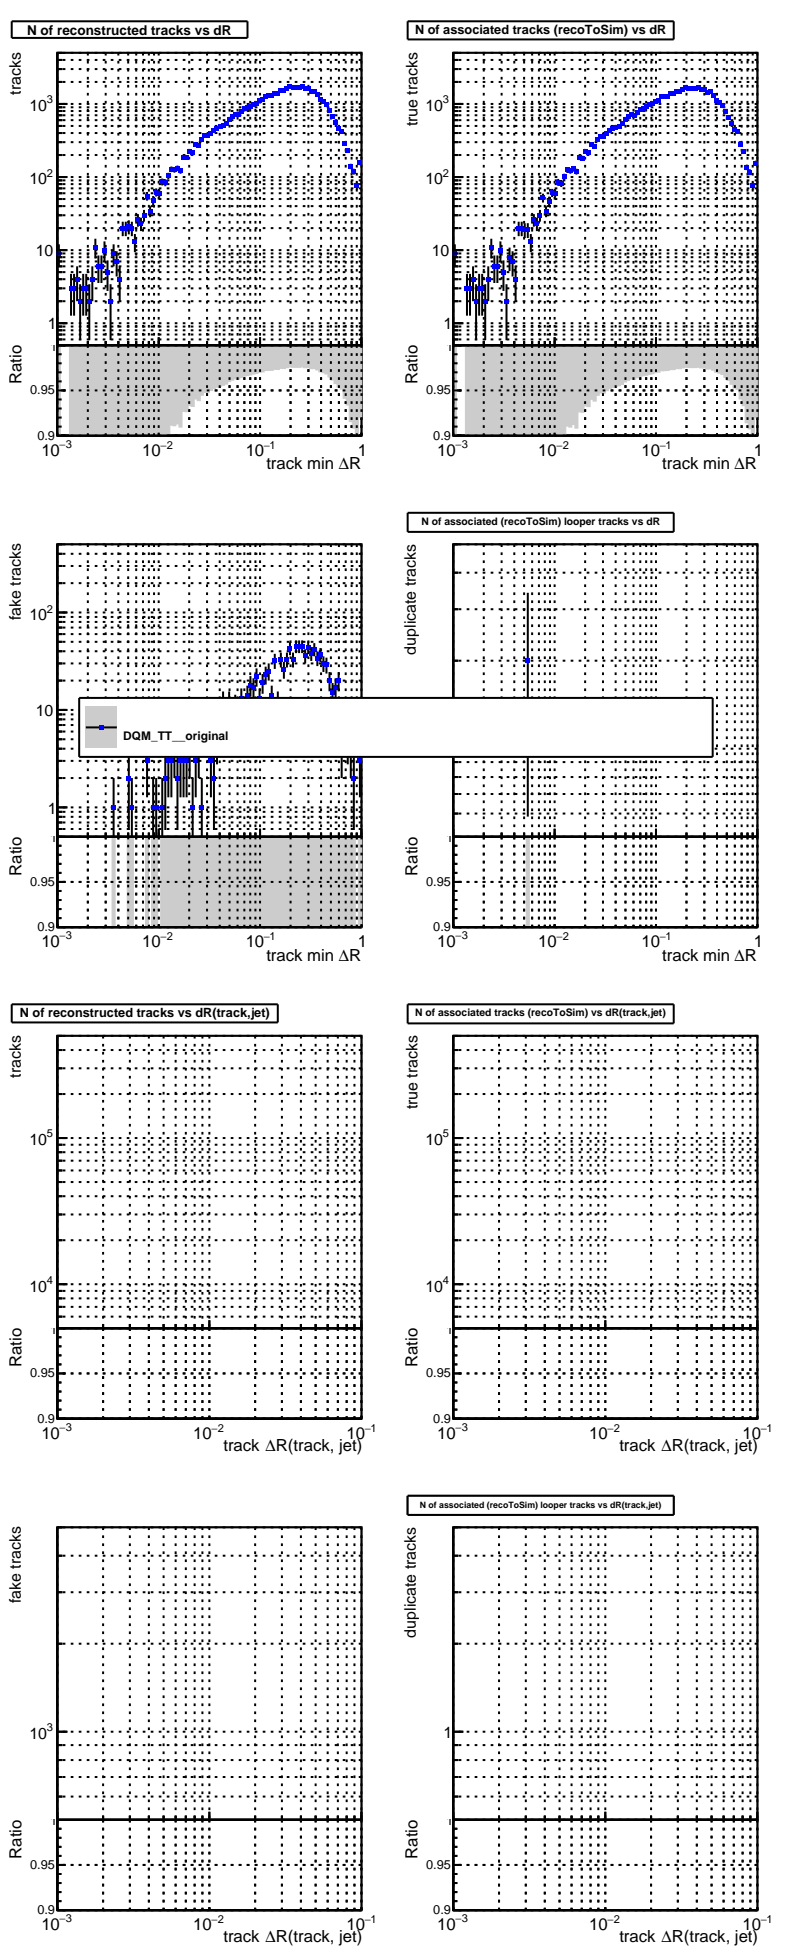 N of reconstructed tracks vs dR
N of associated tracks (recoToSim) vs dR
tracks
10³
10²
10
1
Ratio
0.95
0.9
10⁻³ 10⁻² 10⁻¹ 1
track min ΔR
true tracks
10³
10²
10
1
Ratio
0.95
0.9
10⁻³ 10⁻² 10⁻¹ 1
track min ΔR
N of associated (recoToSim) looper tracks vs dR
fake tracks
10²
10
1
Ratio
0.95
0.9
10⁻³ 10⁻² 10⁻¹ 1
track min ΔR
duplicate tracks
Ratio
0.95
0.9
10⁻³ 10⁻² 10⁻¹ 1
track min ΔR
DQM_TT__original
N of reconstructed tracks vs dR(track,jet)
N of associated tracks (recoToSim) vs dR(track,jet)
tracks
10⁵
10⁴
Ratio
0.95
0.9
10⁻³ 10⁻² 10⁻¹
track ΔR(track, jet)
true tracks
10⁵
10⁴
Ratio
0.95
0.9
10⁻³ 10⁻² 10⁻¹
track ΔR(track, jet)
N of associated (recoToSim) looper tracks vs dR(track,jet)
fake tracks
10³
Ratio
0.95
0.9
10⁻³ 10⁻² 10⁻¹
track ΔR(track, jet)
duplicate tracks
1
Ratio
0.95
0.9
10⁻³ 10⁻² 10⁻¹
track ΔR(track, jet)